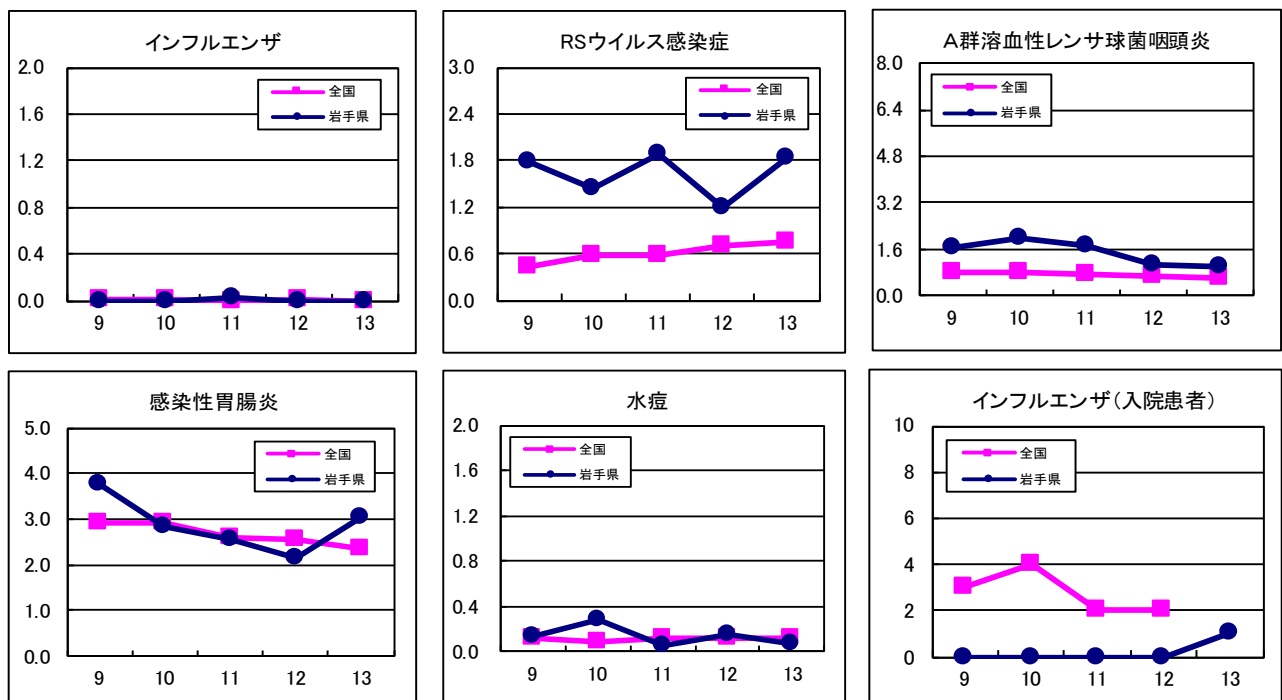 インフルエンザ
2.0
1.6
1.2
0.8
0.4
0.0
9 10 11 12 13
全国
岩手県
RSウイルス感染症
3.0
2.4
1.8
1.2
0.6
0.0
9 10 11 12 13
全国
岩手県
A群溶血性レンサ球菌咽頭炎
8.0
6.4
4.8
3.2
1.6
0.0
9 10 11 12 13
全国
岩手県
感染性胃腸炎
5.0
4.0
3.0
2.0
1.0
0.0
9 10 11 12 13
全国
岩手県
水痘
2.0
1.6
1.2
0.8
0.4
0.0
9 10 11 12 13
全国
岩手県
インフルエンザ(入院患者)
10
8
6
4
2
0
9 10 11 12 13
全国
岩手県